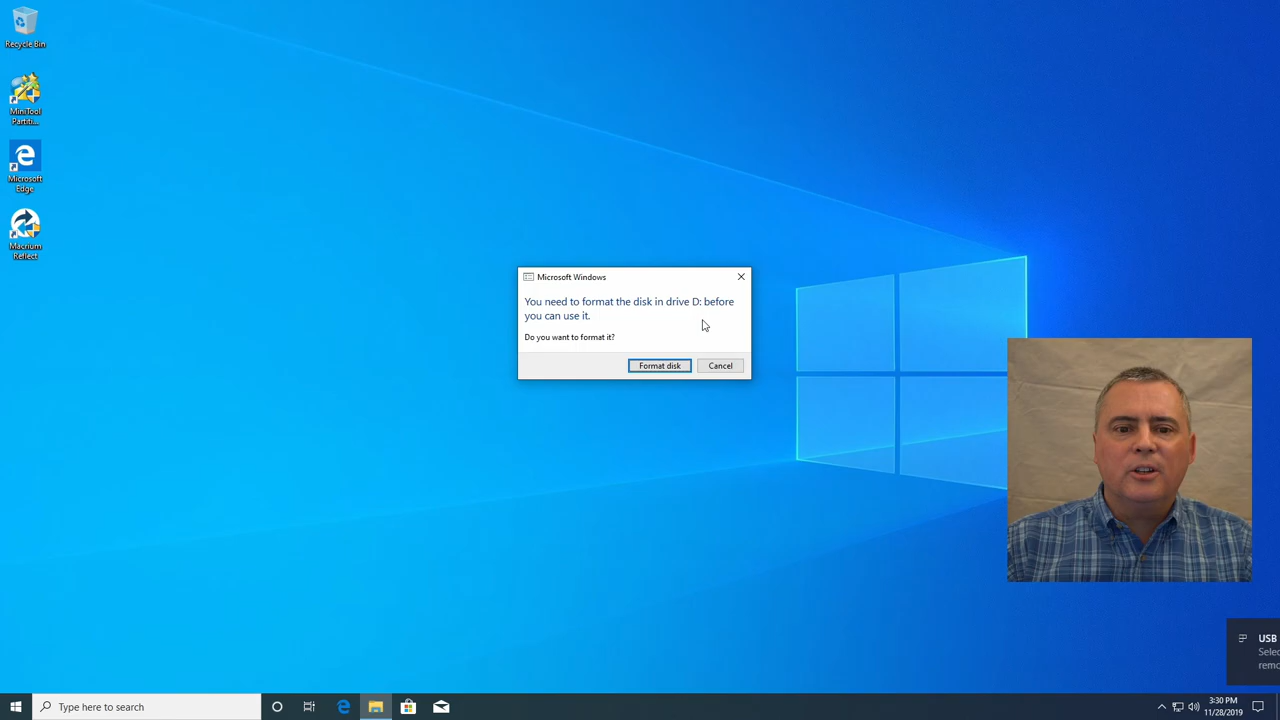 Recycle Bin
MiniTool
Partiti...
Microsoft
Edge
Macrium
Reflect
Microsoft Windows
You need to format the disk in drive D: before
you can use it.
Do you want to format it?
Format disk
Cancel
USB
Selec
remo
Type here to search
3:30 PM
11/28/2019